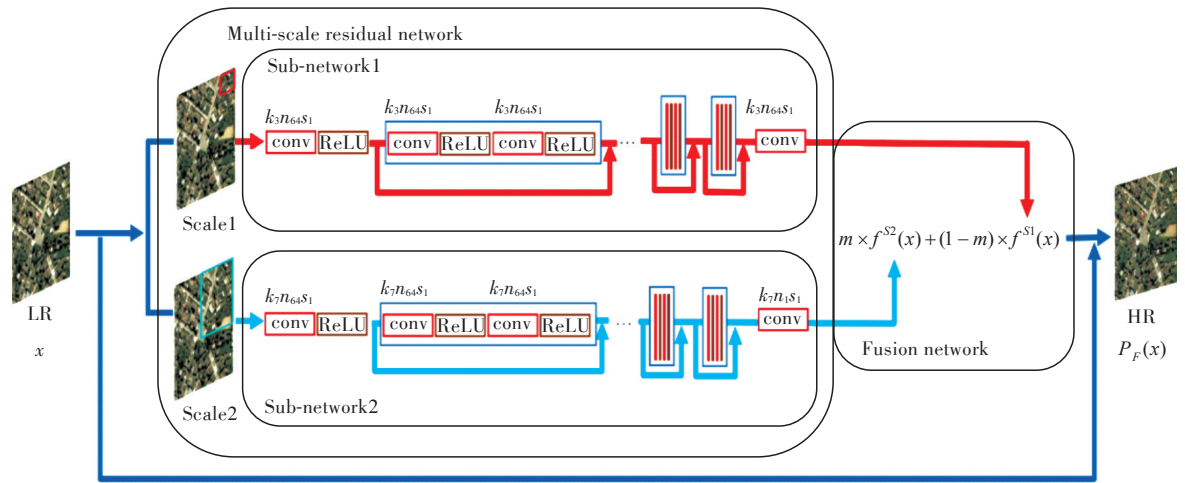 Multi-scale residual network
Sub-network1
k₃n₆₄s₁ k₃n₆₄s₁ k₃n₆₄s₁ k₃n₆₄s₁
conv ReLU conv ReLU conv ReLU ... conv
Scale1
LR
x
m × f^{S2}(x) + (1 − m) × f^{S1}(x)
HR
P_F(x)
k₇n₆₄s₁ k₇n₆₄s₁ k₇n₆₄s₁ k₇n₁s₁
conv ReLU conv ReLU conv ReLU ... conv
Fusion network
Scale2
Sub-network2